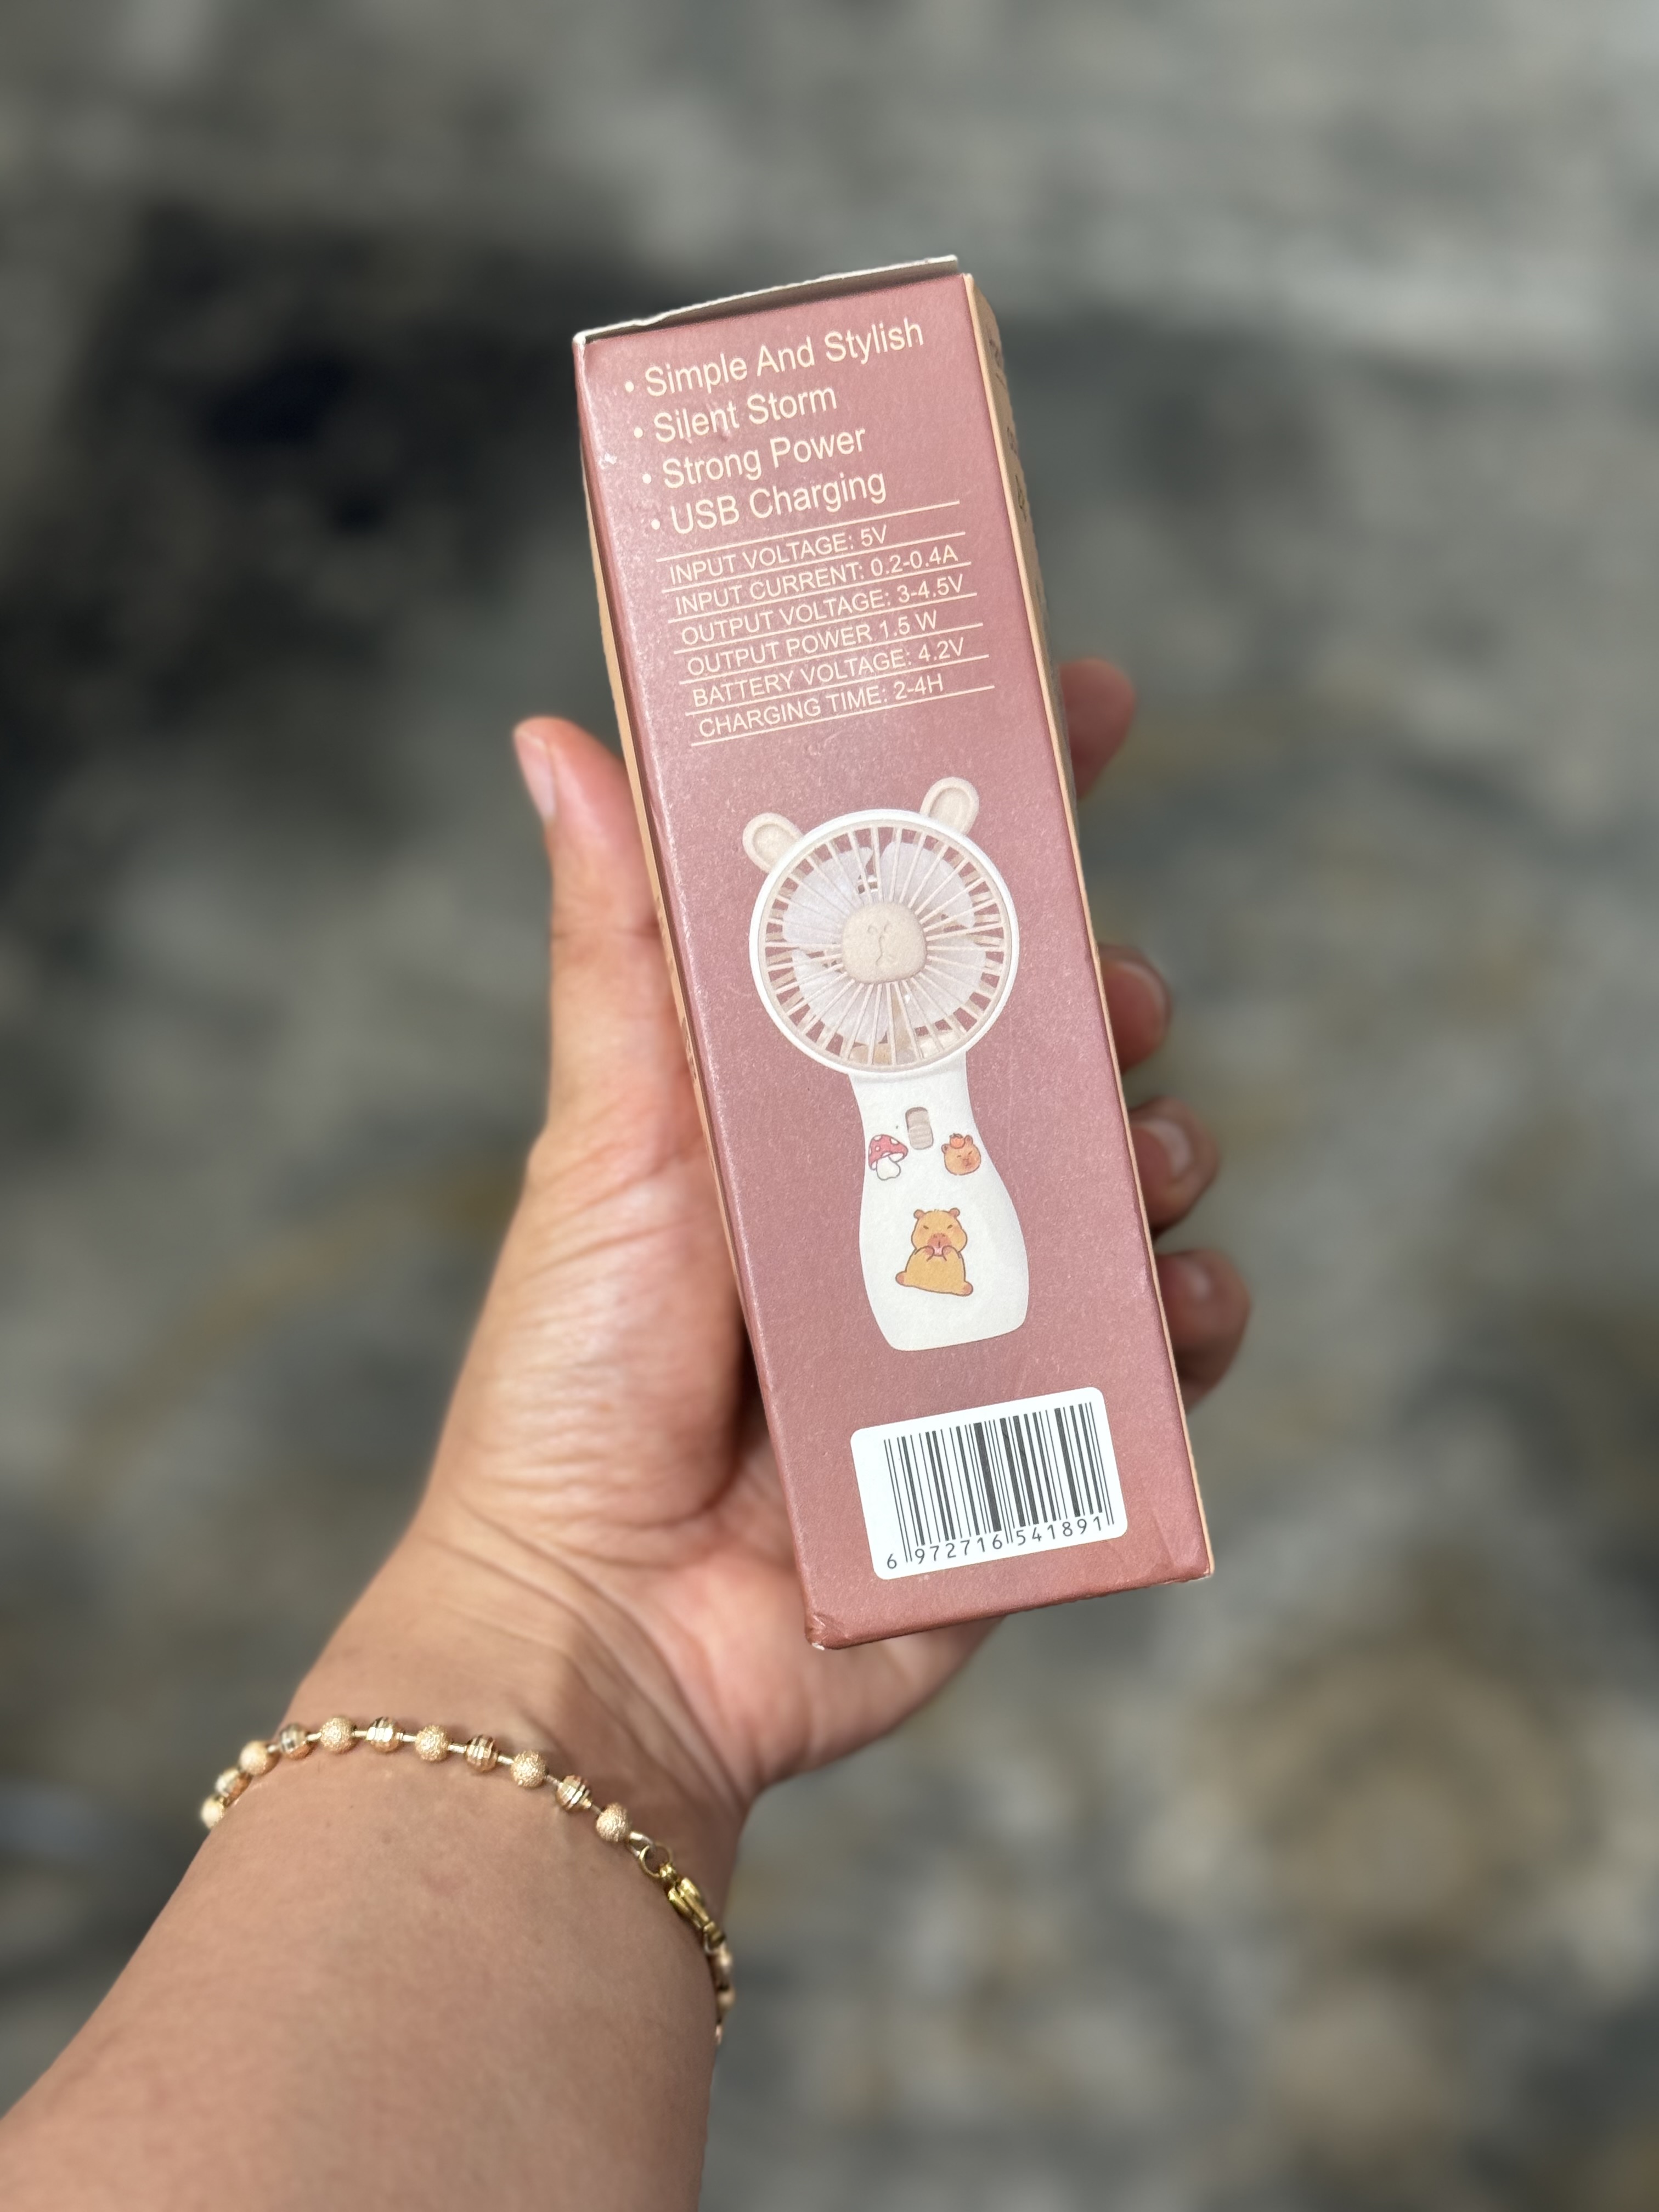 • Simple And Stylish
• Silent Storm
• Strong Power
• USB Charging
INPUT VOLTAGE: 5V
INPUT CURRENT: 0.2-0.4A
OUTPUT VOLTAGE: 3-4.5V
OUTPUT POWER 1.5 W
BATTERY VOLTAGE: 4.2V
CHARGING TIME: 2-4H
6 972716 541891